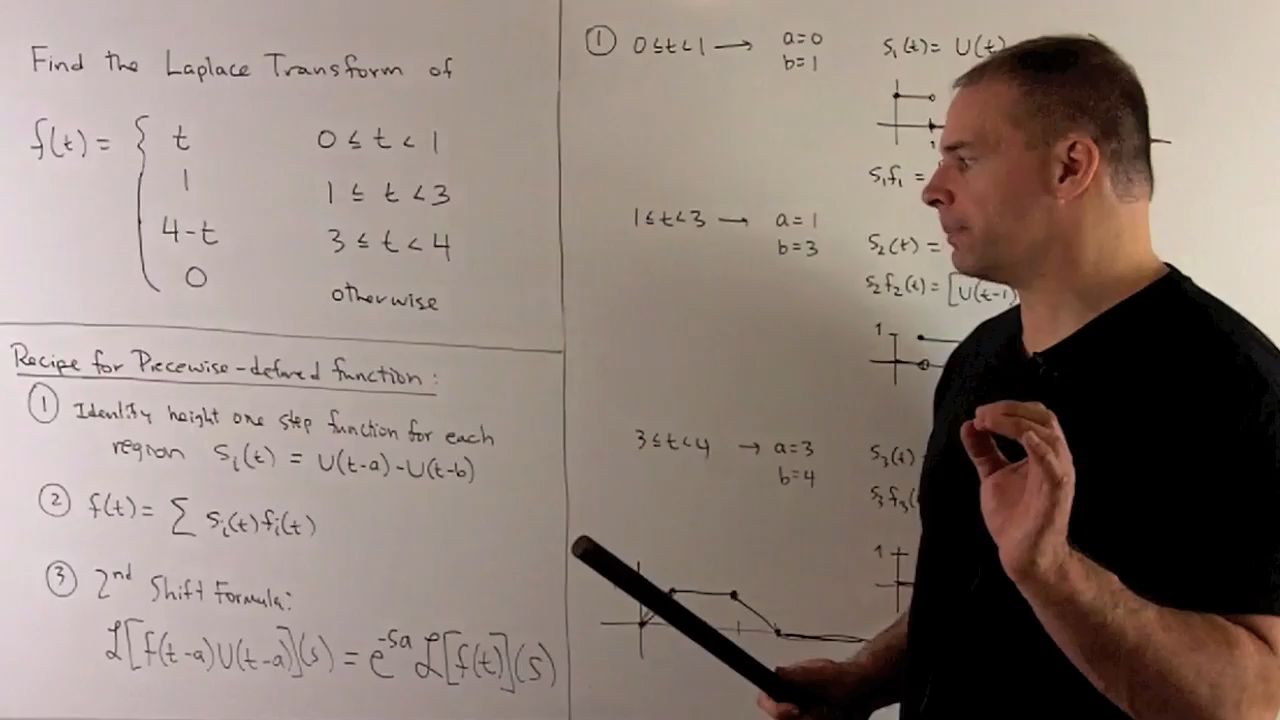 Find the Laplace Transform of
f(t) = { t 0 ≤ t < 1
1 1 ≤ t < 3
4-t 3 ≤ t < 4
0 otherwise
Recipe for Piecewise-defined function:
① Identify height one step function for each
region Si(t) = U(t-a) - U(t-b)
② f(t) = ∑ Si(t)fi(t)
③ 2nd Shift Formula:
ℒ[f(t-a)U(t-a)](s) = e^-sa ℒ[f(t)](s)
① 0 ≤ t < 1 → a=0 S1(t) = U(t)
b=1
1
S1f1 =
1 ≤ t < 3 → a=1 S2(t) =
b=3 S2f2(t) = [U(t-1)
1
3 ≤ t < 4 → a=3 S3(t)
b=4 S3f3(
1